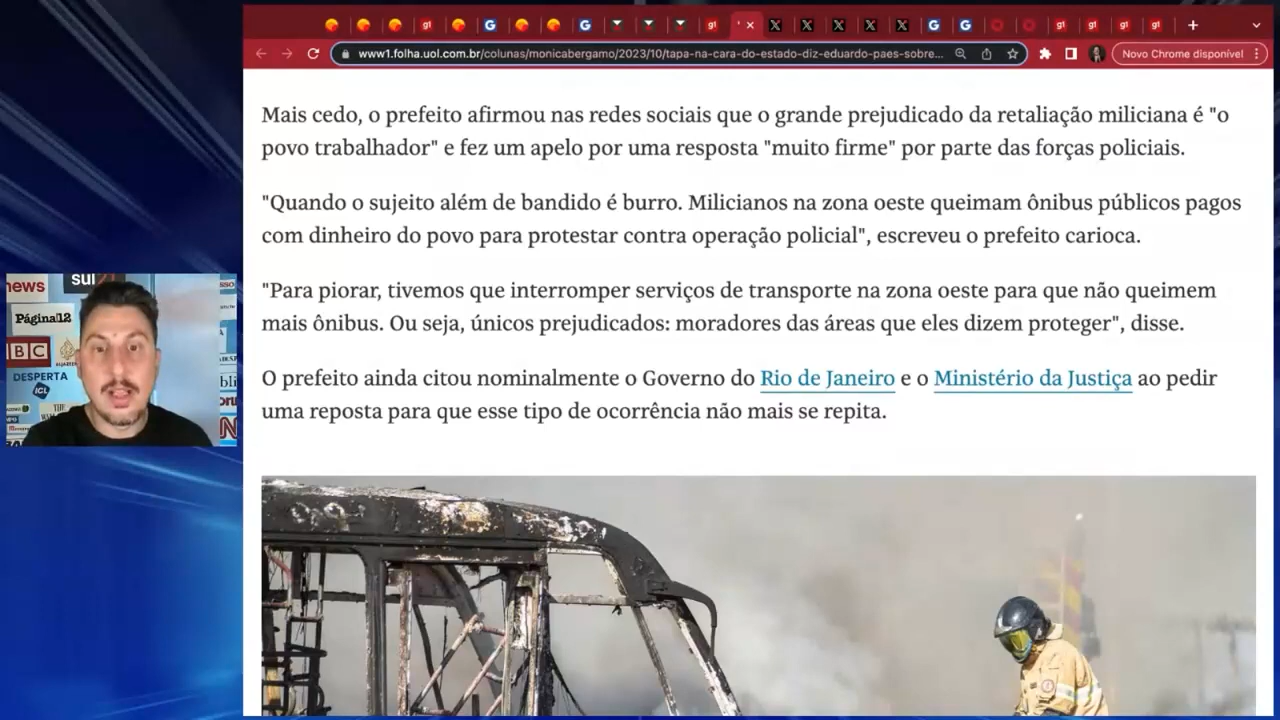 www1.folha.uol.com.br/colunas/monicabergamo/2023/10/tapa-na-cara-do-estado-diz-eduardo-paes-sobre...
Novo Chrome disponível
Mais cedo, o prefeito afirmou nas redes sociais que o grande prejudicado da retaliação miliciana é "o
povo trabalhador" e fez um apelo por uma resposta "muito firme" por parte das forças policiais.
"Quando o sujeito além de bandido é burro. Milicianos na zona oeste queimam ônibus públicos pagos
com dinheiro do povo para protestar contra operação policial", escreveu o prefeito carioca.
"Para piorar, tivemos que interromper serviços de transporte na zona oeste para que não queimem
mais ônibus. Ou seja, únicos prejudicados: moradores das áreas que eles dizem proteger", disse.
O prefeito ainda citou nominalmente o Governo do Rio de Janeiro e o Ministério da Justiça ao pedir
uma reposta para que esse tipo de ocorrência não mais se repita.
news
sul
Página12
BC
DESPERTA
ICL
THE